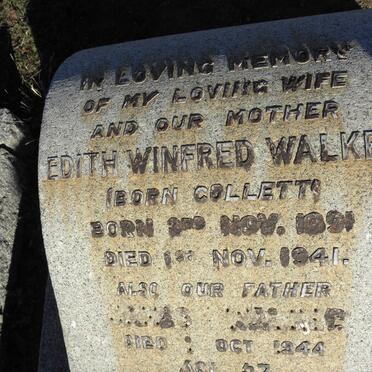 IN LOVING MEMORY
OF MY LOVING WIFE
AND OUR MOTHER
EDITH WINFRED WALKE
(BORN COLLETT)
BORN 2ND NOV. 1891
DIED 1ST NOV. 1941.
ALSO OUR FATHER
DIED OCT 1944